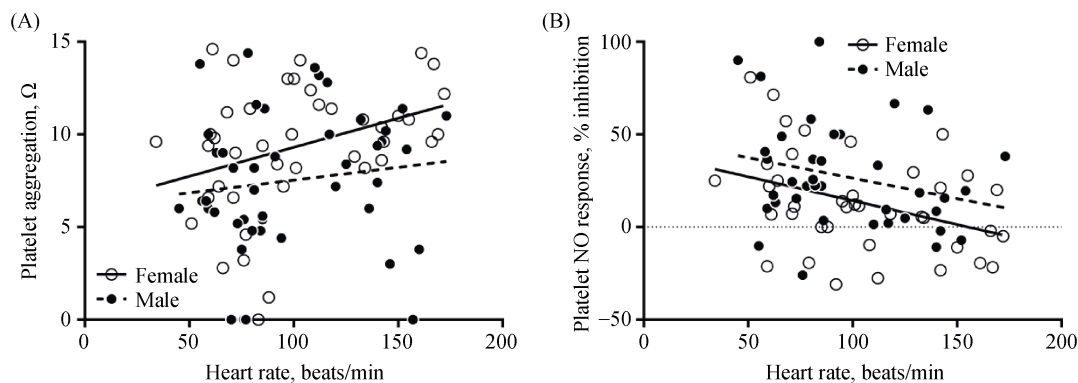 (A)
15
10
5
0
Platelet aggregation, Ω
Female
Male
0
50
100
150
200
Heart rate, beats/min
(B)
100
50
0
−50
Platelet NO response, % inhibition
Female
Male
0
50
100
150
200
Heart rate, beats/min